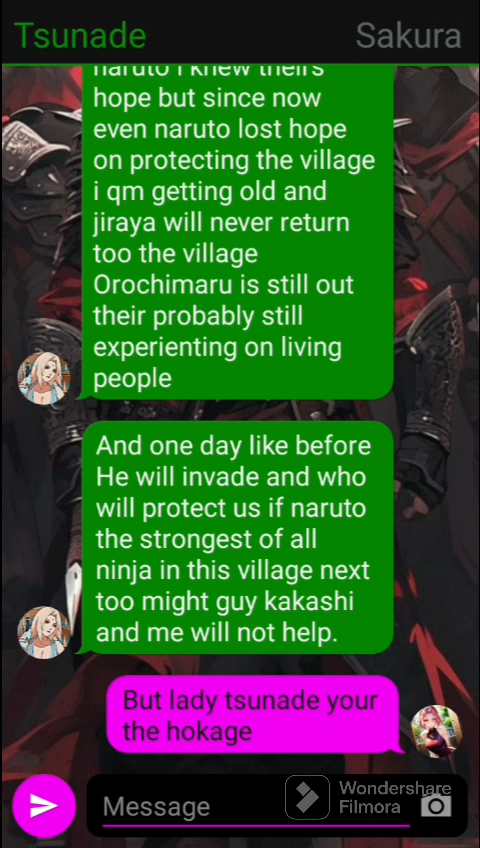 Tsunade Sakura
naruto i knew theirs
hope but since now
even naruto lost hope
on protecting the village
i qm getting old and
jiraya will never return
too the village
Orochimaru is still out
their probably still
experienting on living
people
And one day like before
He will invade and who
will protect us if naruto
the strongest of all
ninja in this village next
too might guy kakashi
and me will not help.
But lady tsunade your
the hokage
Message
Wondershare
Filmora